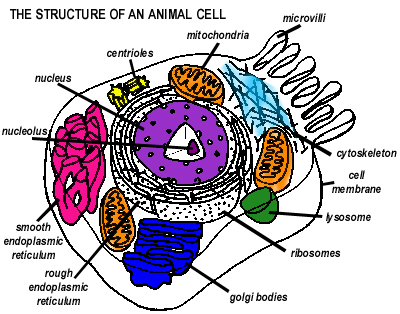 THE STRUCTURE OF AN ANIMAL CELL
microvilli
mitochondria
centrioles
nucleus
nucleolus
cytoskeleton
cell
membrane
lysosome
smooth
endoplasmic
reticulum
ribosomes
rough
endoplasmic
reticulum
golgi bodies